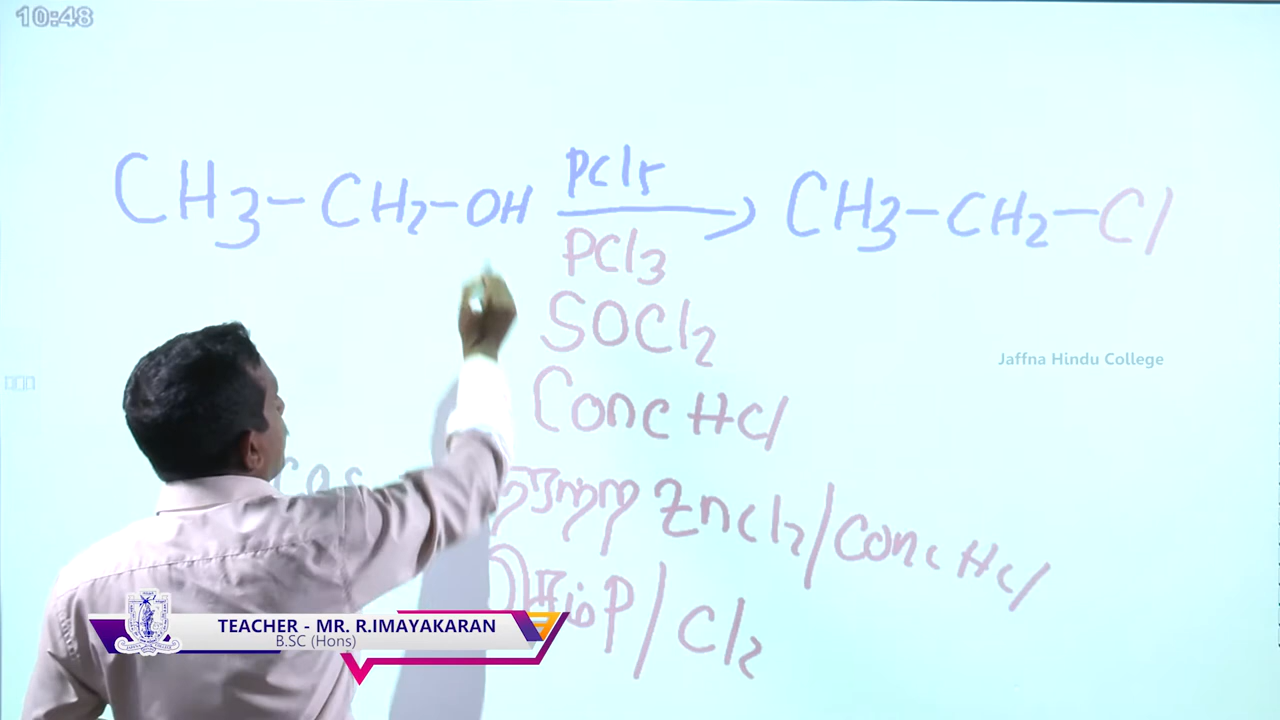 10:48
CH3-CH2-OH PCl5 CH3-CH2-Cl
PCl3
SOCl2
Conc HCl
Jaffna Hindu College
ZnCl2/Conc HCl
P/Cl2
TEACHER - MR. R.IMAYAKARAN
B.SC (Hons)